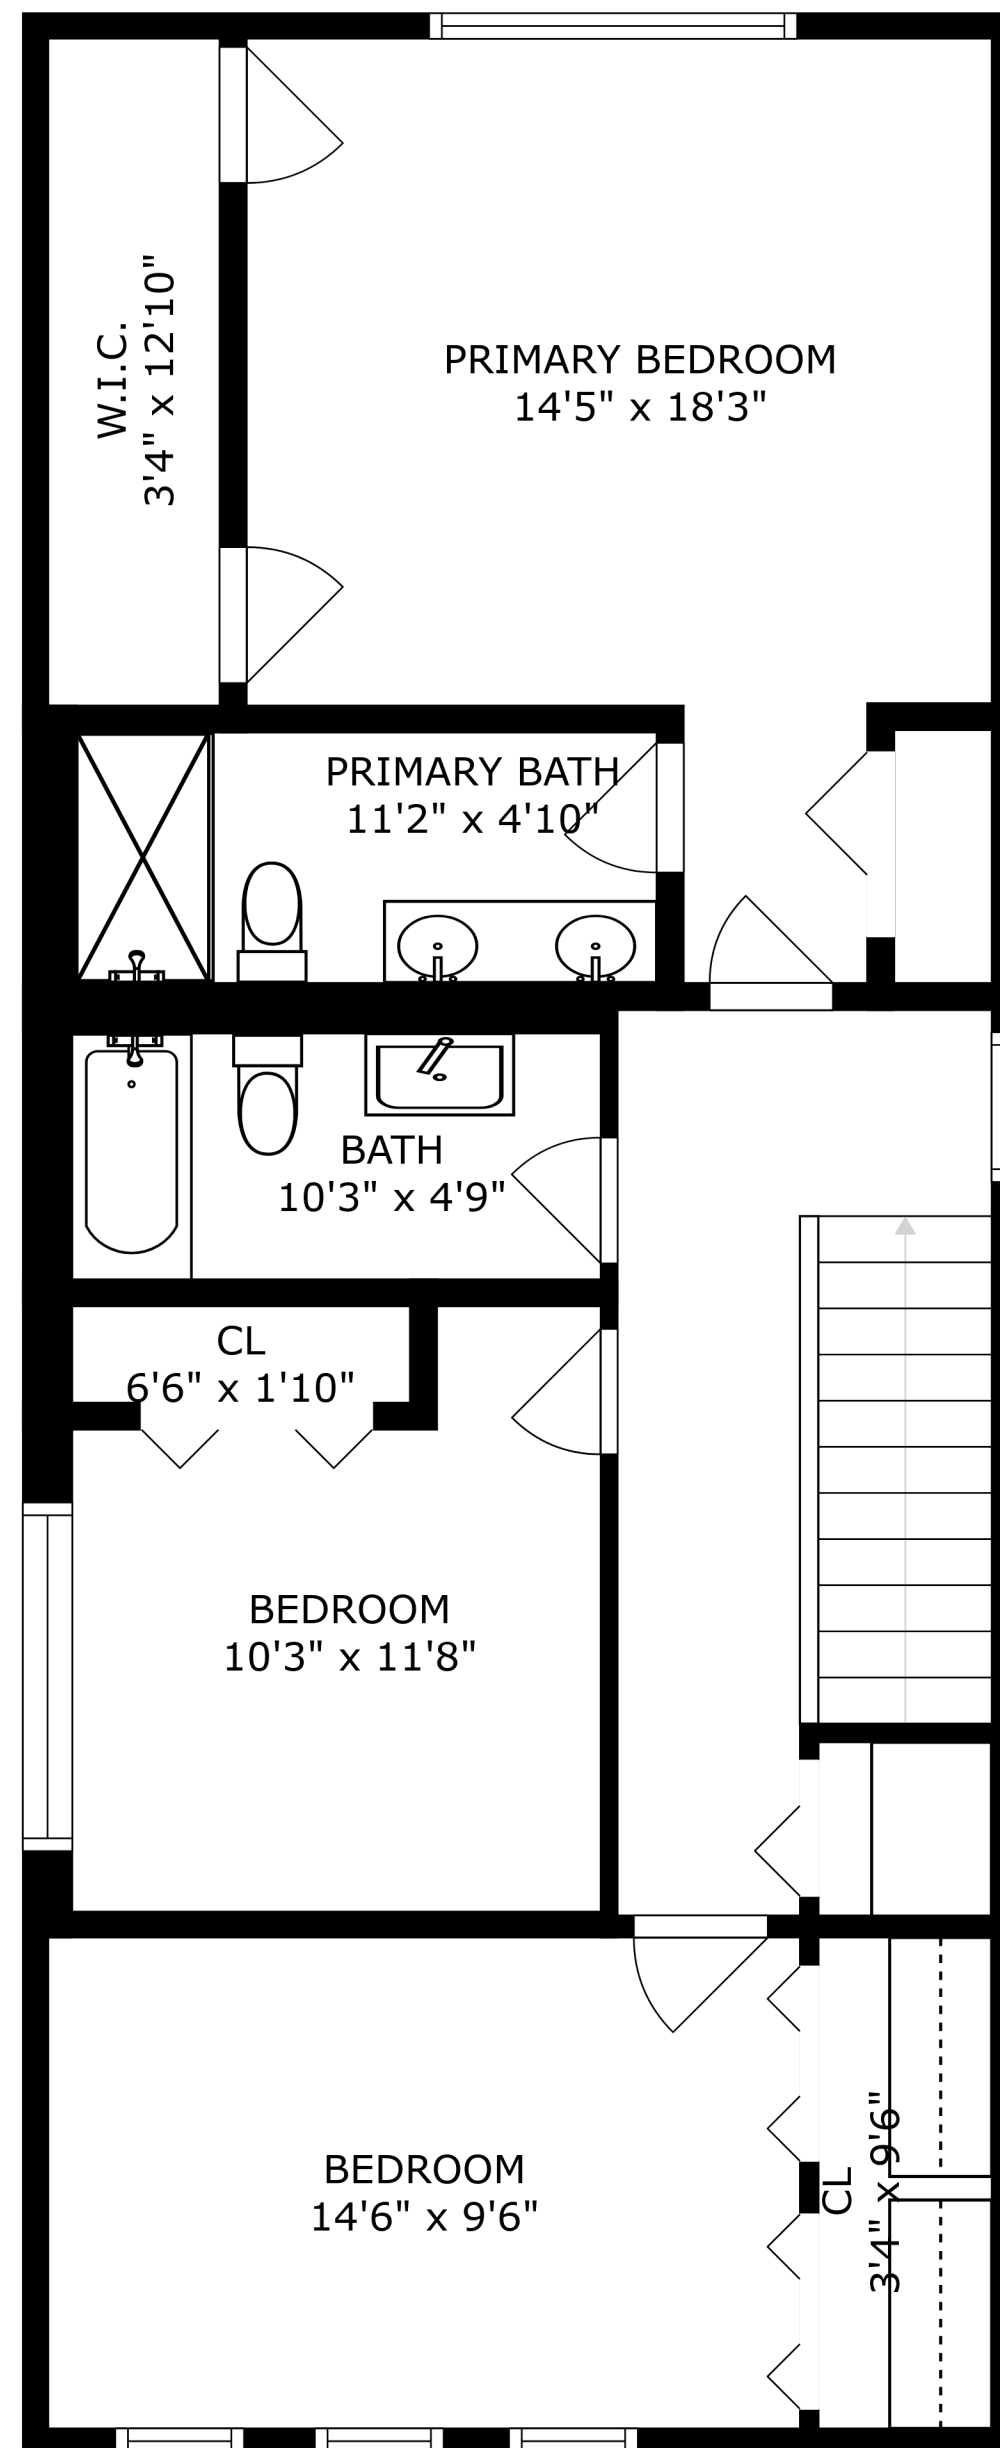 W.I.C.
3'4" x 12'10"
PRIMARY BEDROOM
14'5" x 18'3"
PRIMARY BATH
11'2" x 4'10"
BATH
10'3" x 4'9"
CL
6'6" x 1'10"
BEDROOM
10'3" x 11'8"
BEDROOM
14'6" x 9'6"
CL
3'4" x 9'6"